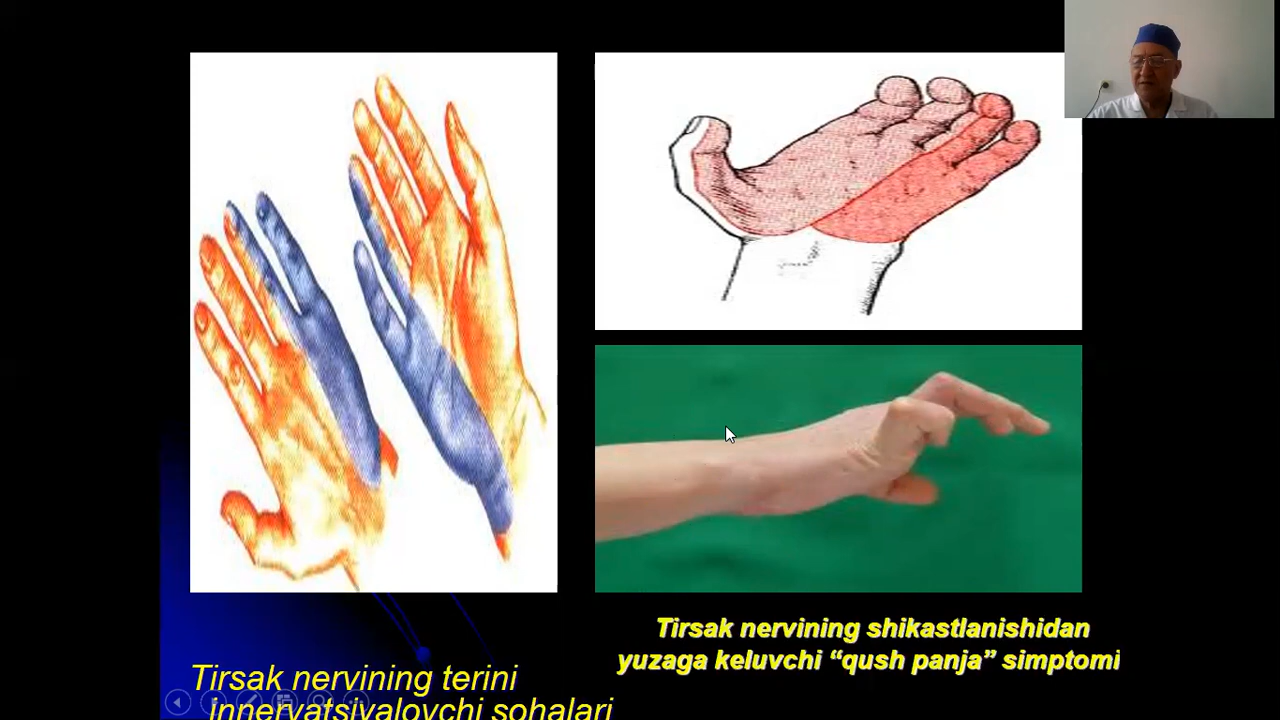 Tirsak nervining shikastlanishidan
yuzaga keluvchi “qush panja” simptomi
Tirsak nervining terini
innervatsiyalovchi sohalari